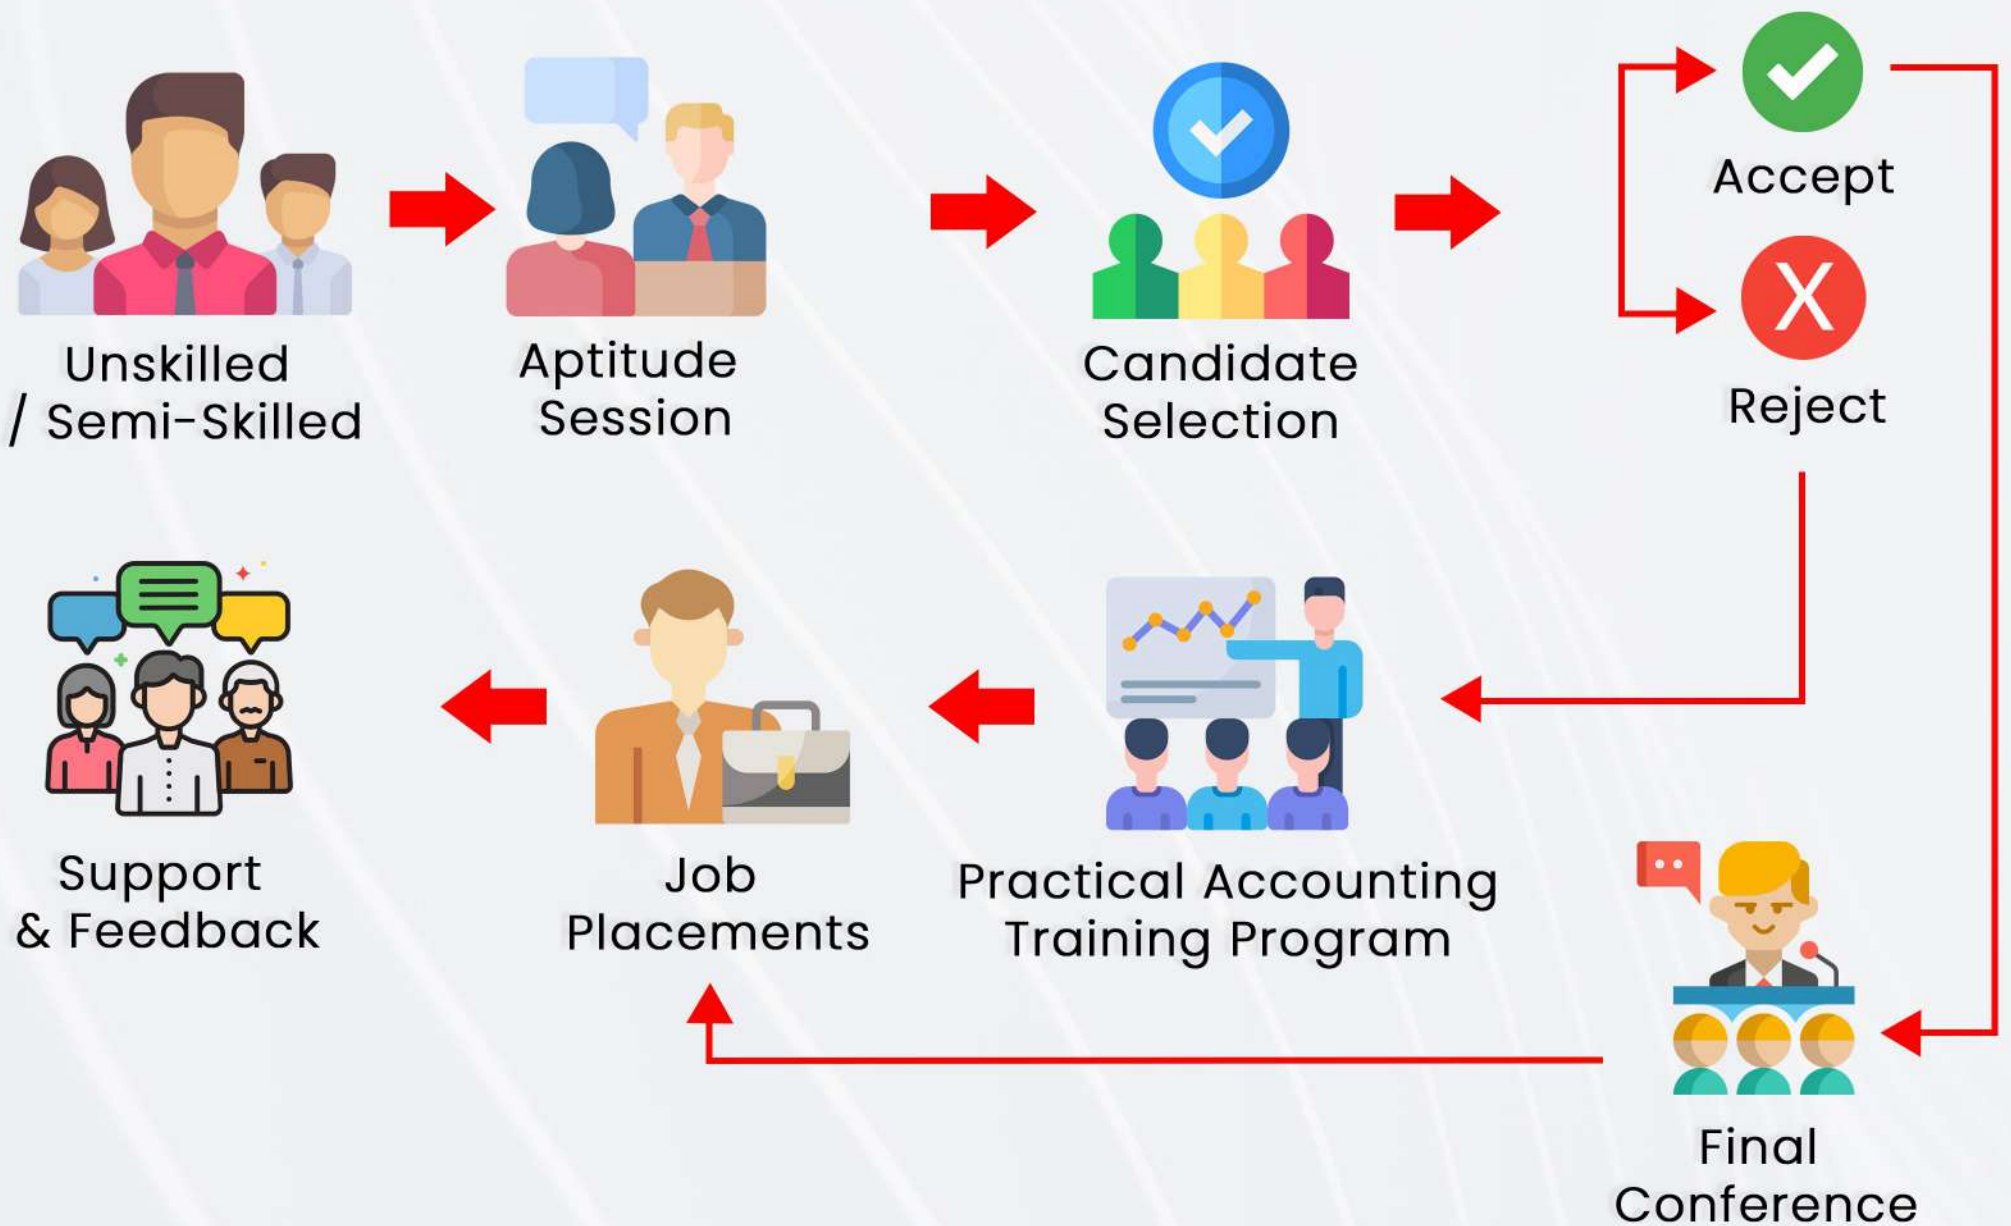 Unskilled
/ Semi-Skilled
Aptitude
Session
Candidate
Selection
Accept
X
Reject
Support
& Feedback
Job
Placements
Practical Accounting
Training Program
Final
Conference